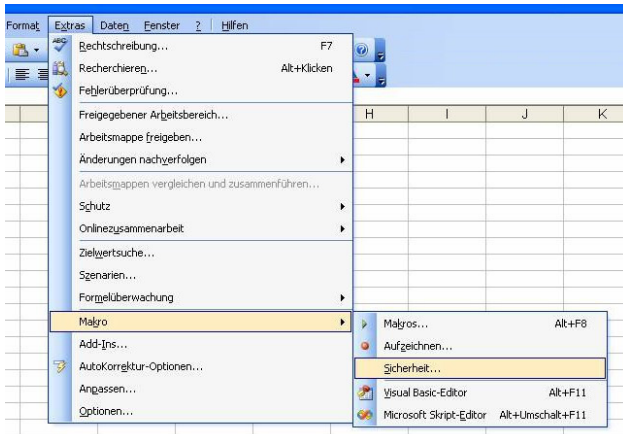 Format Extras Daten Fenster ? Hilfen
Rechtschreibung... F7
Recherchieren... Alt+Klicken
Fehlerüberprüfung...
Freigegebener Arbeitsbereich...
Arbeitsmappe freigeben...
Änderungen nachverfolgen
Arbeitsmappen vergleichen und zusammenführen...
Schutz
Onlinezusammenarbeit
Zielwertsuche...
Szenarien...
Formelüberwachung
Makro
Add-Ins...
AutoKorrektur-Optionen...
Anpassen...
Optionen...
H I J K
Makros... Alt+F8
Aufzeichnen...
Sicherheit...
Visual Basic-Editor Alt+F11
Microsoft Skript-Editor Alt+Umschalt+F11